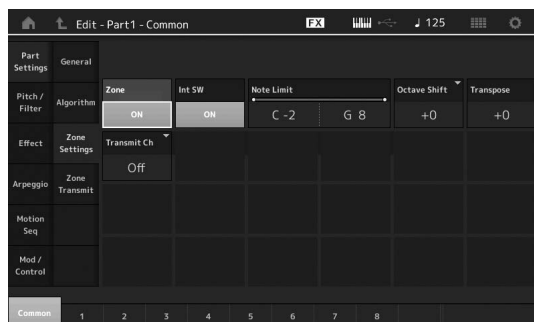 Edit - Part1 - Common
FX
♩ 125
Part Settings
General
Pitch / Filter
Algorithm
Zone
ON
Int SW
ON
Note Limit
C -2
G 8
Octave Shift
+0
Transpose
+0
Effect
Zone Settings
Transmit Ch
Off
Arpeggio
Zone Transmit
Motion Seq
Mod / Control
Common
1
2
3
4
5
6
7
8